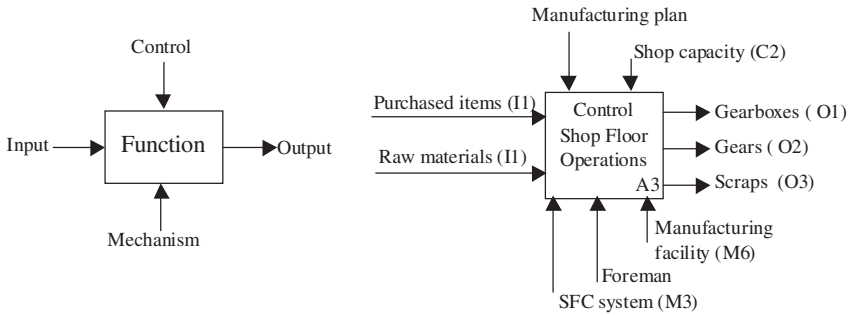 Control
Input
Function
Output
Mechanism
Manufacturing plan
Shop capacity (C2)
Purchased items (I1)
Raw materials (I1)
Control
Shop Floor
Operations
A3
Gearboxes ( O1)
Gears ( O2)
Scraps (O3)
Manufacturing
facility (M6)
Foreman
SFC system (M3)